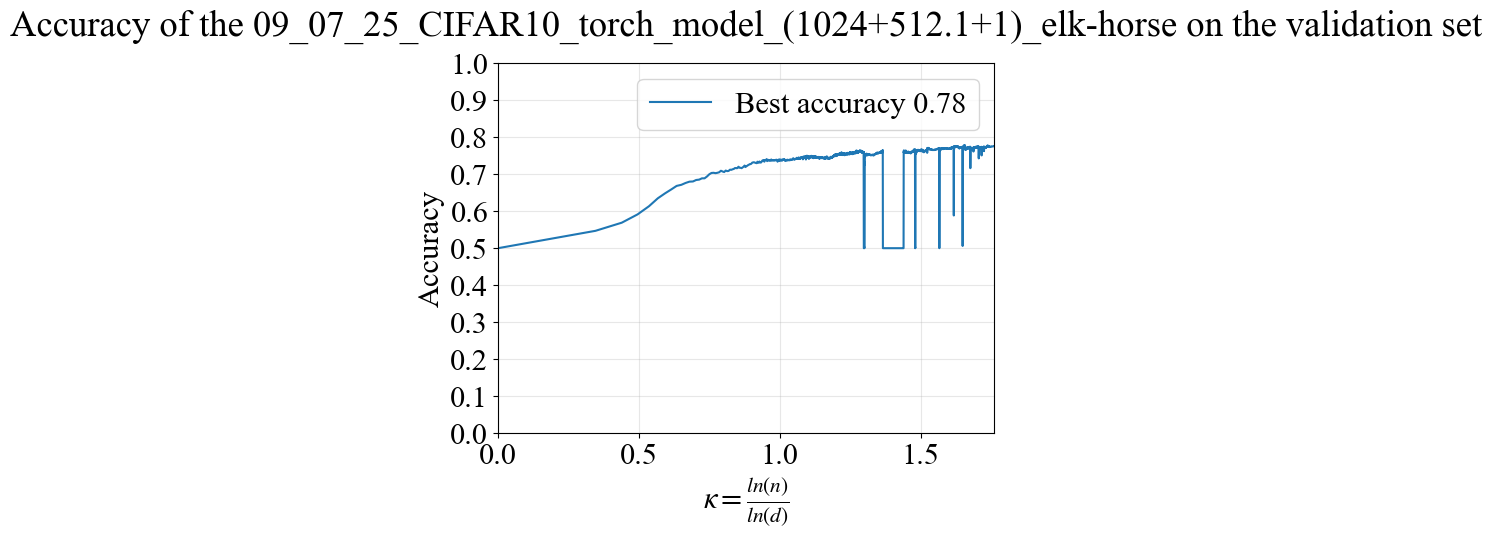 Accuracy of the 09_07_25_CIFAR10_torch_model_(1024+512.1+1)_elk-horse on the validation set
1.0
0.9
0.8
0.7
0.6
0.5
0.4
0.3
0.2
0.1
0.0
Accuracy
Best accuracy 0.78
0.0 0.5 1.0 1.5
κ = ln(n) / ln(d)